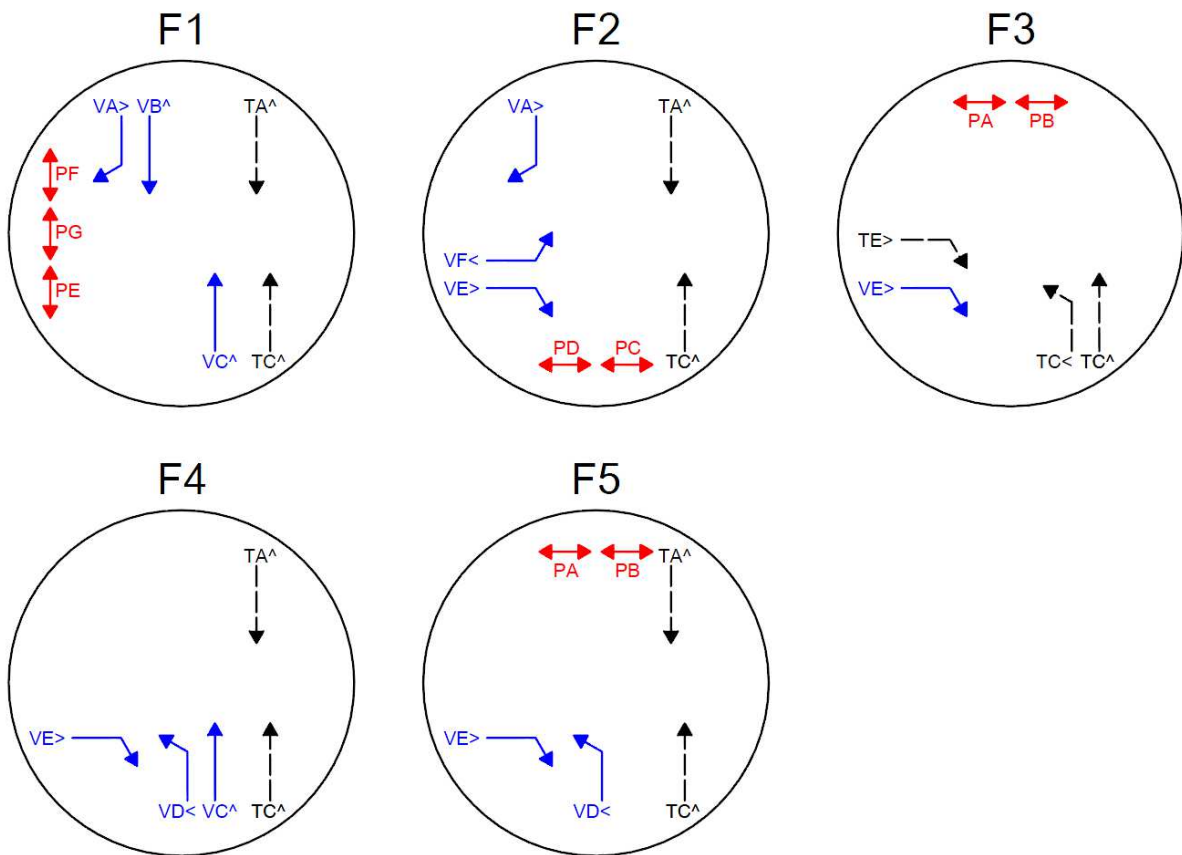 F1 F2 F3
VA> VB^ TA^
PF
PG
PE
VC^ TC^
VA> TA^
VF<
VE>
PD PC
TC^
PA PB
TE>
VE>
TC< TC^
F4 F5
TA^
VE>
VD< VC^ TC^
PA PB TA^
VE>
VD< TC^